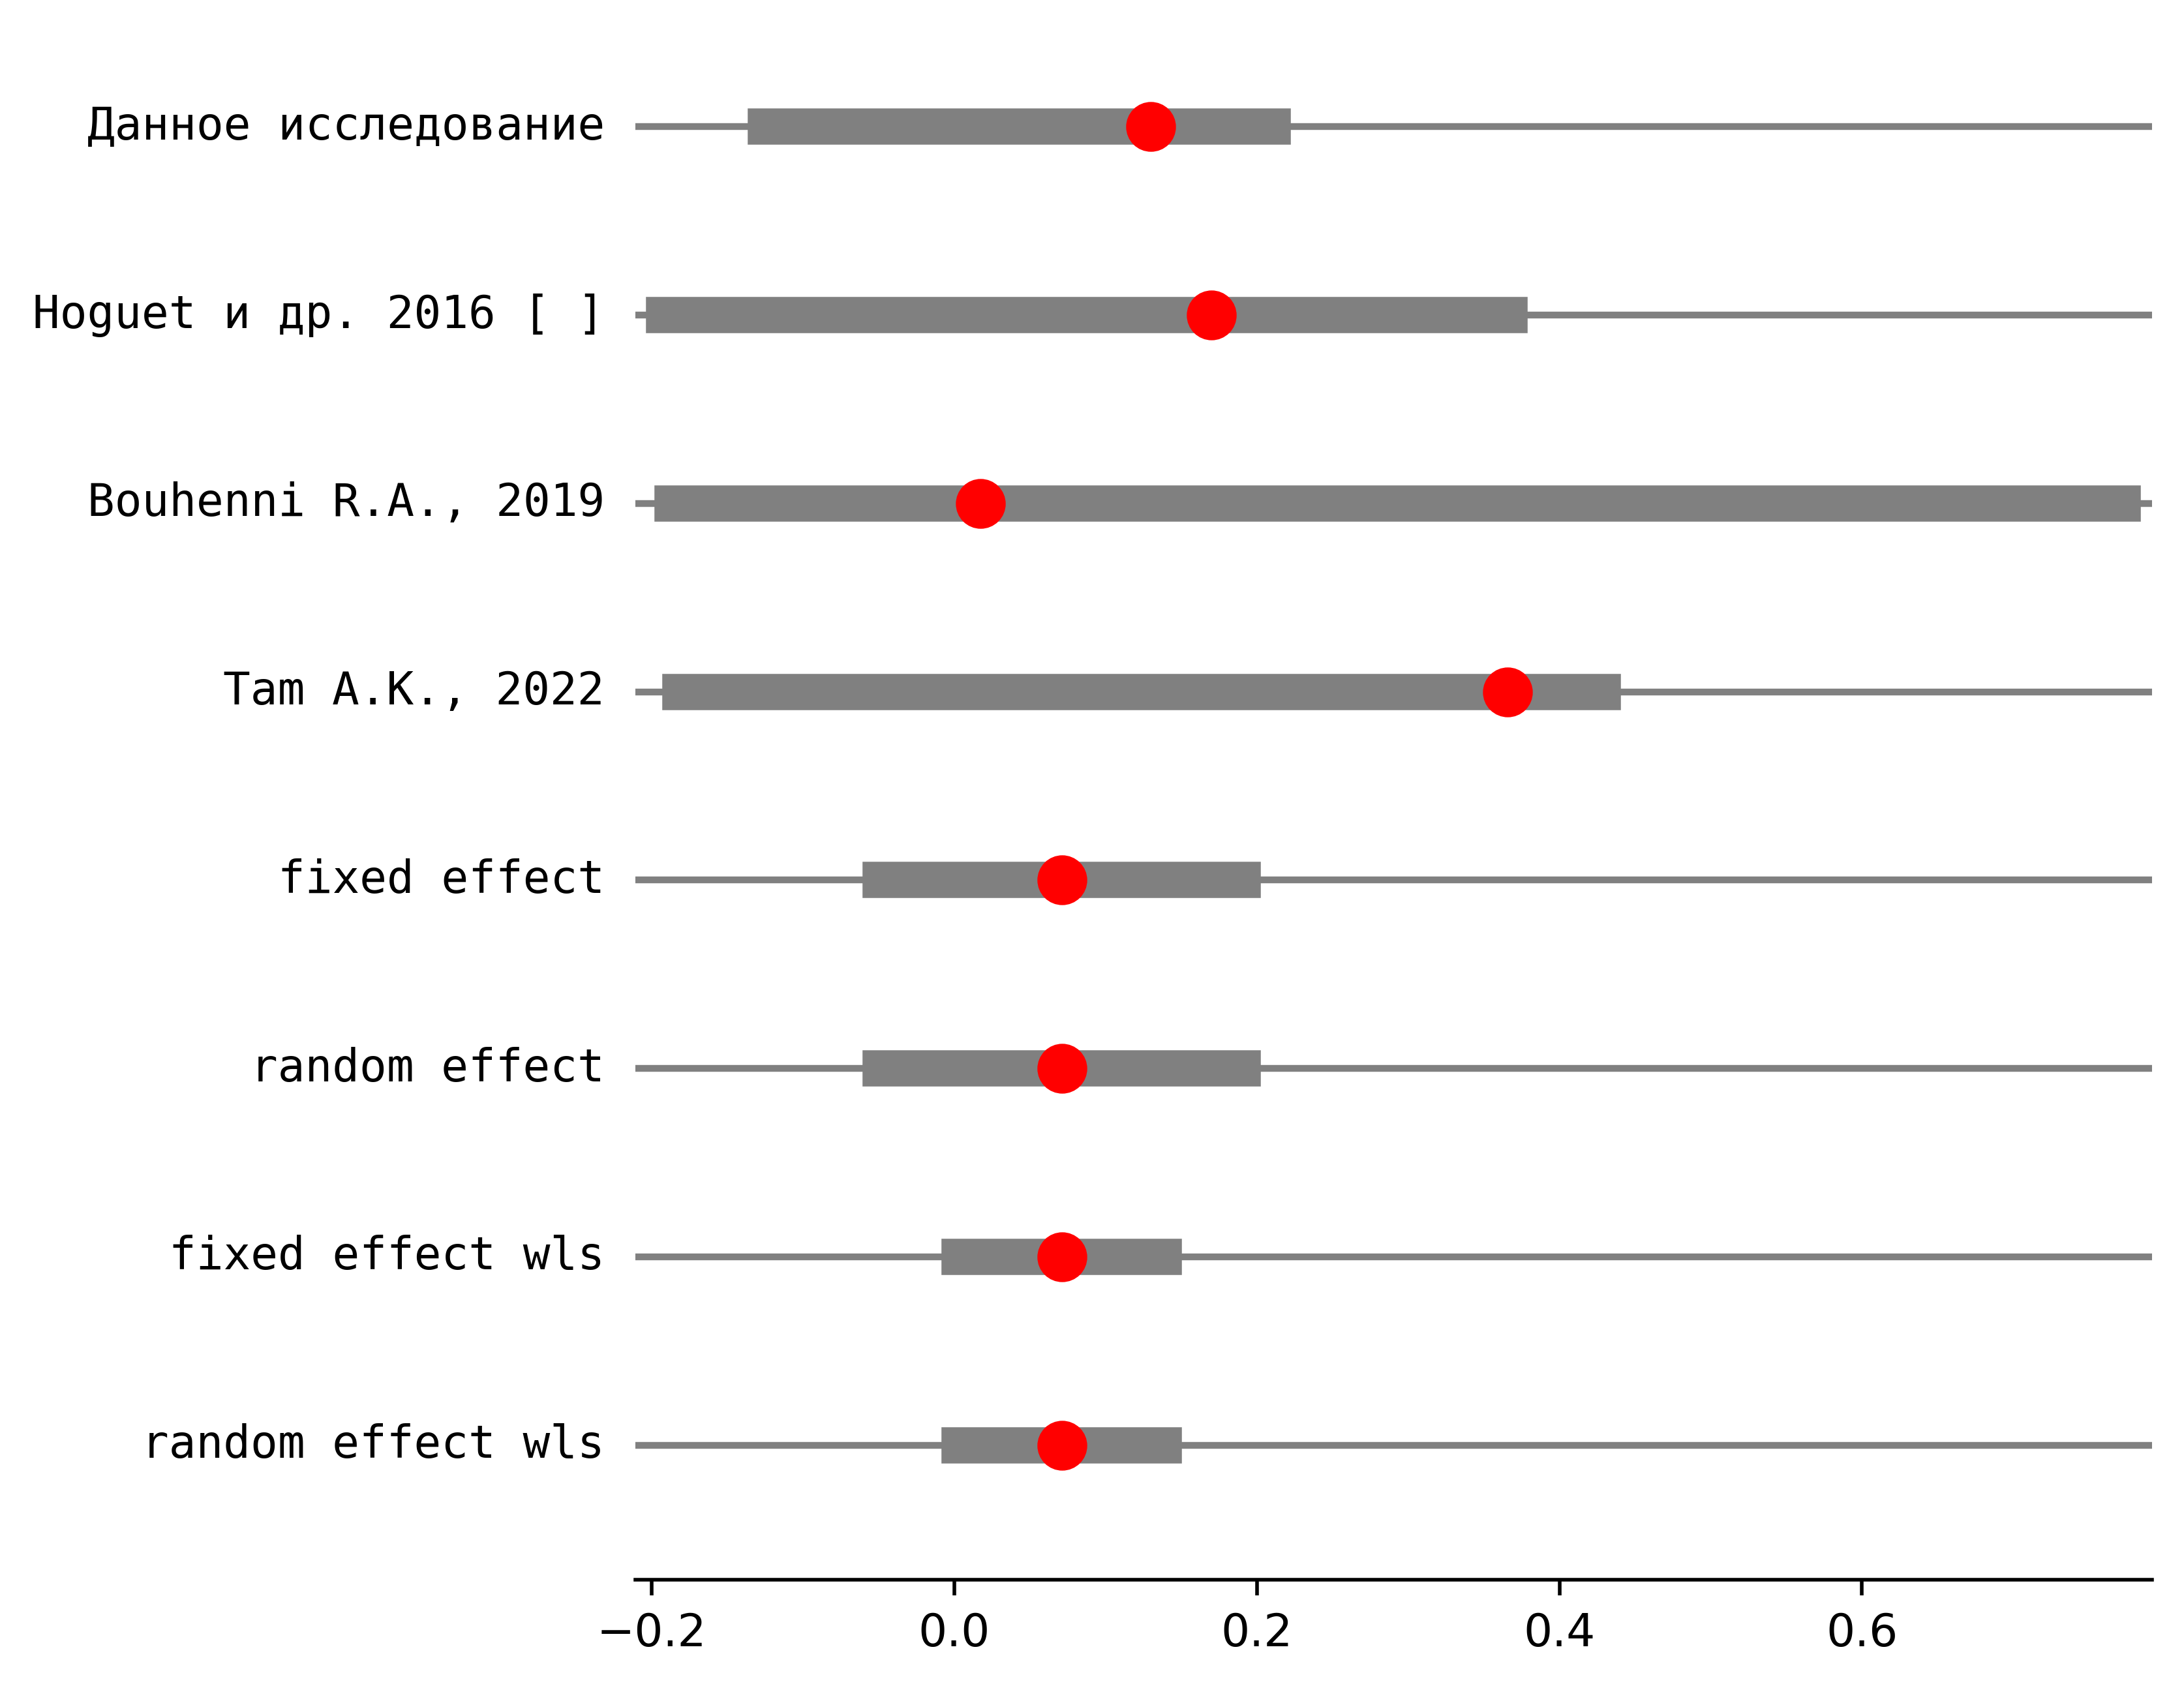 Данное исследование
Hoguet и др. 2016 [ ]
Bouhenni R.A., 2019
Tam A.K., 2022
fixed effect
random effect
fixed effect wls
random effect wls
−0.2 0.0 0.2 0.4 0.6